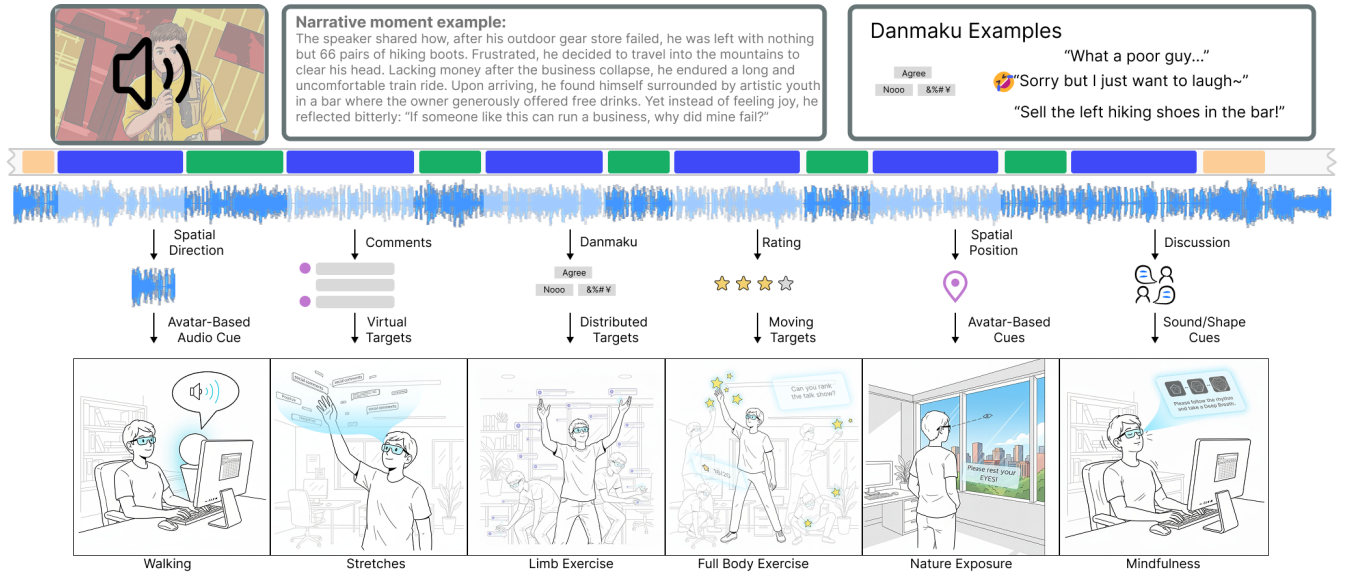 Narrative moment example:
The speaker shared how, after his outdoor gear store failed, he was left with nothing
but 66 pairs of hiking boots. Frustrated, he decided to travel into the mountains to
clear his head. Lacking money after the business collapse, he endured a long and
uncomfortable train ride. Upon arriving, he found himself surrounded by artistic youth
in a bar where the owner generously offered free drinks. Yet instead of feeling joy, he
reflected bitterly: “If someone like this can run a business, why did mine fail?”
Danmaku Examples
Agree
Nooo &%#¥
“What a poor guy...”
🤣“Sorry but I just want to laugh~”
“Sell the left hiking shoes in the bar!”
Spatial
Direction
Comments
Danmaku
Rating
Spatial
Position
Discussion
Agree
Nooo &%#¥
Avatar-Based
Audio Cue
Virtual
Targets
Distributed
Targets
Moving
Targets
Avatar-Based
Cues
Sound/Shape
Cues
social comments
social comments
social comments
Can you rank
the talk show?
Please rest your
EYES!
Please follow the rhythm
and take a Deep Breath.
Walking
Stretches
Limb Exercise
Full Body Exercise
Nature Exposure
Mindfulness